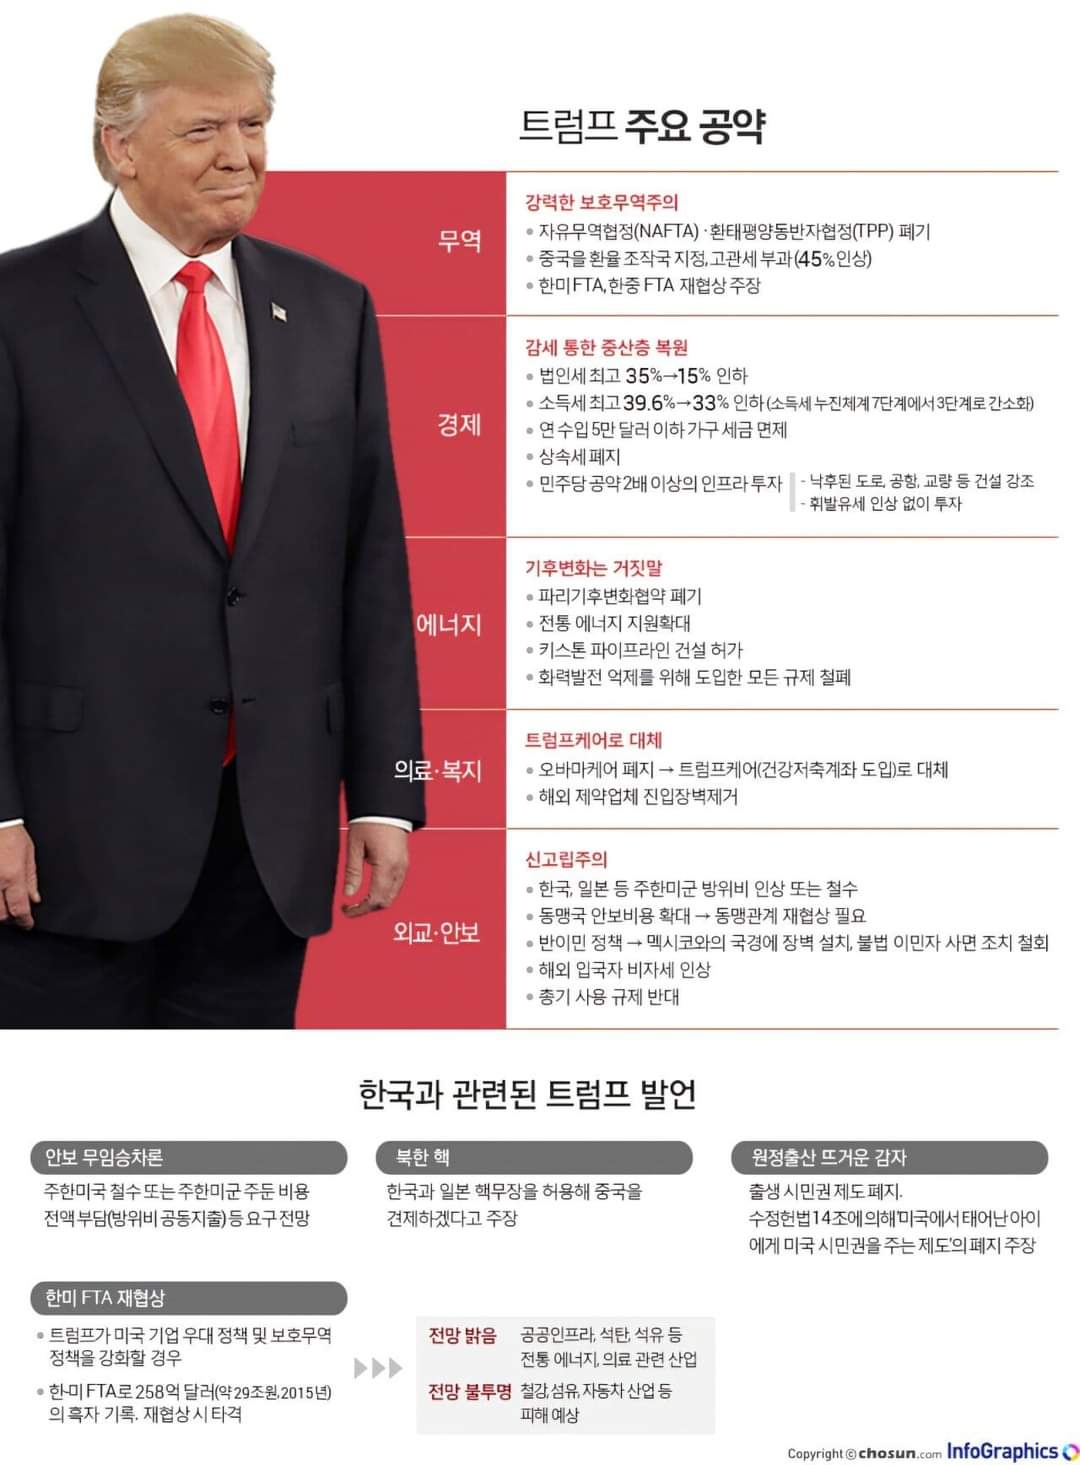 트럼프 주요 공약
무역
강력한 보호무역주의
자유무역협정(NAFTA)·환태평양동반자협정(TPP) 폐기
중국을 환율 조작국 지정, 고관세 부과(45%인상)
한미FTA, 한중 FTA 재협상 주장
경제
감세 통한 중산층 복원
법인세 최고 35%→15% 인하
소득세 최고 39.6%→33% 인하 (소득세 누진체계 7단계에서 3단계로 간소화)
연 수입 5만 달러 이하 가구 세금 면제
상속세 폐지
민주당 공약 2배 이상의 인프라 투자
- 낙후된 도로, 공항, 교량 등 건설 강조
- 휘발유세 인상 없이 투자
에너지
기후변화는 거짓말
파리기후변화협약 폐기
전통 에너지 지원확대
키스톤 파이프라인 건설 허가
화력발전 억제를 위해 도입한 모든 규제 철폐
의료·복지
트럼프케어로 대체
오바마케어 폐지 → 트럼프케어(건강저축계좌 도입)로 대체
해외 제약업체 진입장벽제거
외교·안보
신고립주의
한국, 일본 등 주한미군 방위비 인상 또는 철수
동맹국 안보비용 확대 → 동맹관계 재협상 필요
반이민 정책 → 멕시코와의 국경에 장벽 설치, 불법 이민자 사면 조치 철회
해외 입국자 비자세 인상
총기 사용 규제 반대
한국과 관련된 트럼프 발언
안보 무임승차론
주한미국 철수 또는 주한미군 주둔 비용
전액 부담(방위비 공동지출) 등 요구 전망
북한 핵
한국과 일본 핵무장을 허용해 중국을
견제하겠다고 주장
원정출산 뜨거운 감자
출생 시민권 제도 폐지.
수정헌법 14조에 의해 '미국에서 태어난 아이
에게 미국 시민권을 주는 제도'의 폐지 주장
한미 FTA 재협상
트럼프가 미국 기업 우대 정책 및 보호무역
정책을 강화할 경우
한-미 FTA로 258억 달러(약 29조원, 2015년)
의 흑자 기록. 재협상 시 타격
전망 밝음 공공인프라, 석탄, 석유 등
전통 에너지, 의료 관련 산업
전망 불투명 철강, 섬유, 자동차 산업 등
피해 예상
Copyright © chosun.com InfoGraphics